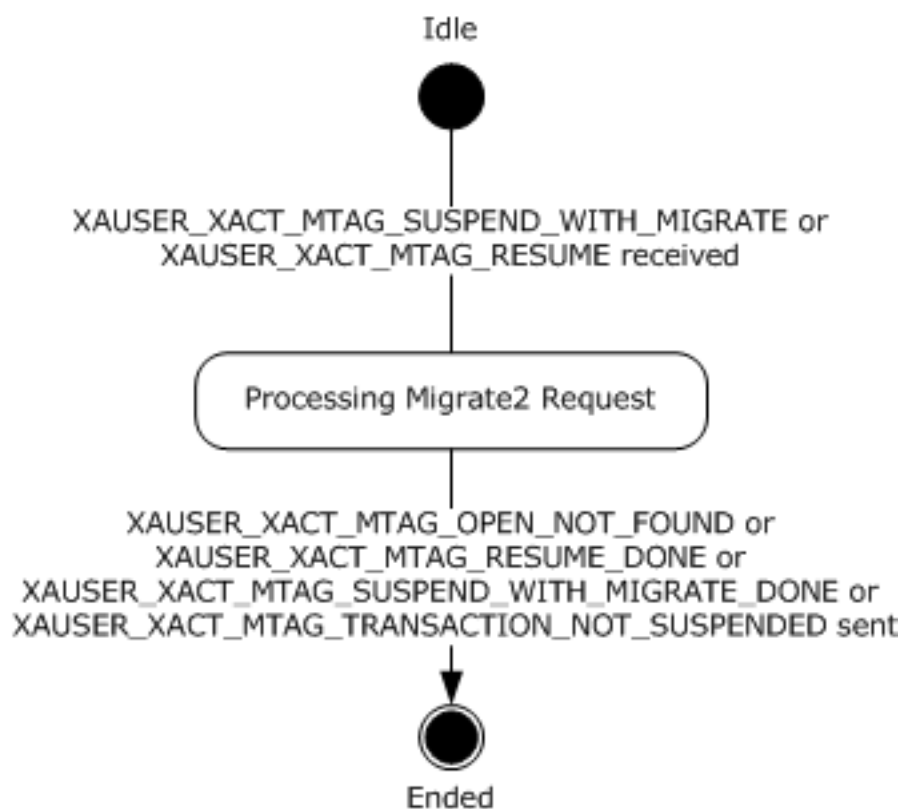 Idle
XAUSER_XACT_MTAG_SUSPEND_WITH_MIGRATE or
XAUSER_XACT_MTAG_RESUME received
Processing Migrate2 Request
XAUSER_XACT_MTAG_OPEN_NOT_FOUND or
XAUSER_XACT_MTAG_RESUME_DONE or
XAUSER_XACT_MTAG_SUSPEND_WITH_MIGRATE_DONE or
XAUSER_XACT_MTAG_TRANSACTION_NOT_SUSPENDED sent
Ended